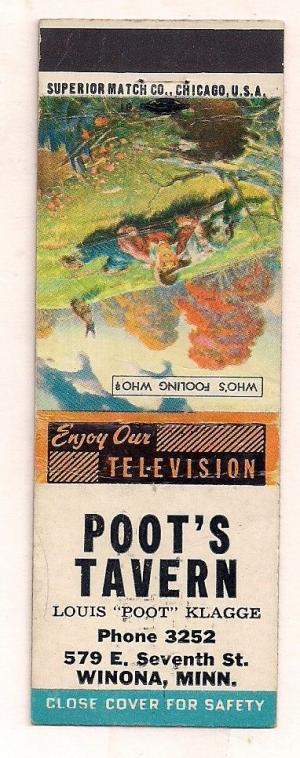 SUPERIOR MATCH CO., CHICAGO, U.S.A.
WHO'S FOOLING WHO?
Enjoy Our
TELEVISION
POOT'S
TAVERN
LOUIS "POOT" KLAGGE
Phone 3252
579 E. Seventh St.
WINONA, MINN.
CLOSE COVER FOR SAFETY